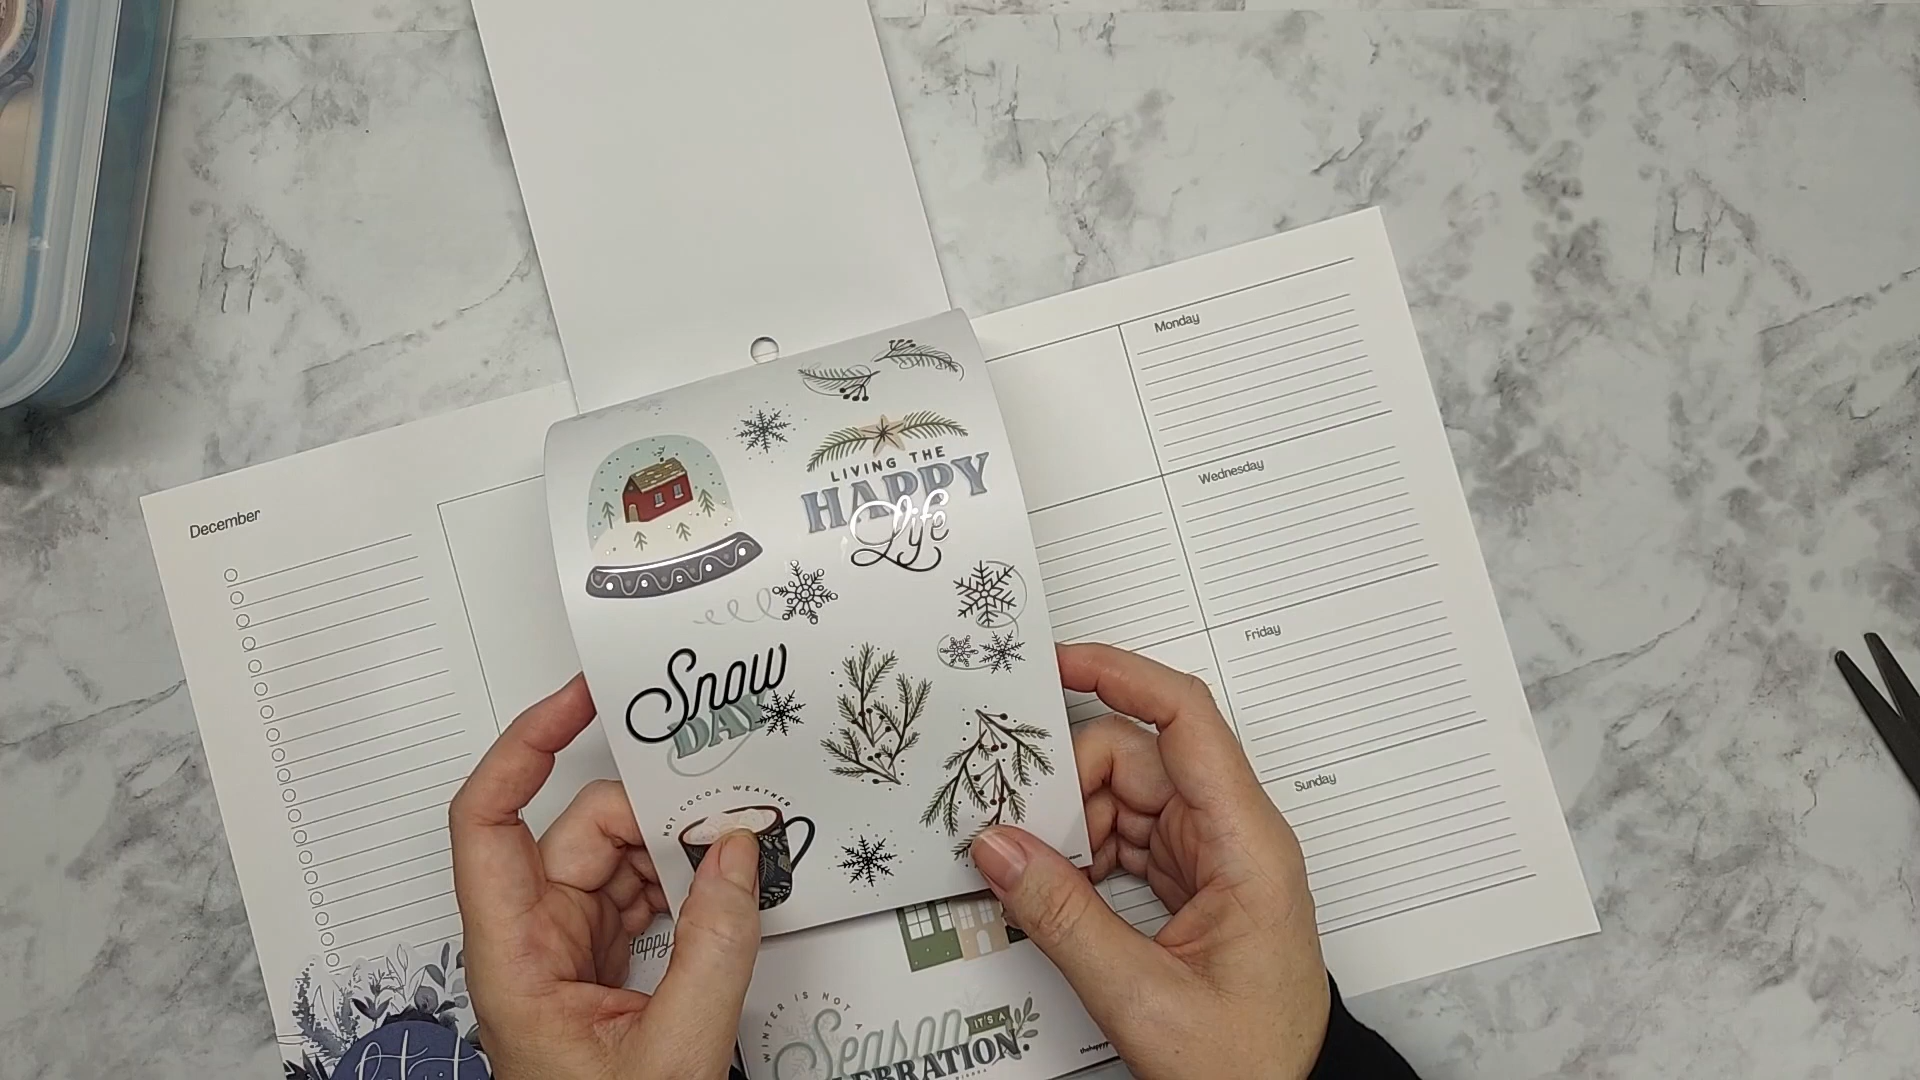 December
Monday
Wednesday
Friday
Sunday
LIVING THE
HAPPY
Life
Snow
DAY
HOT COCOA WEATHER
Happy
WINTER IS NOT A
Season
IT'S A